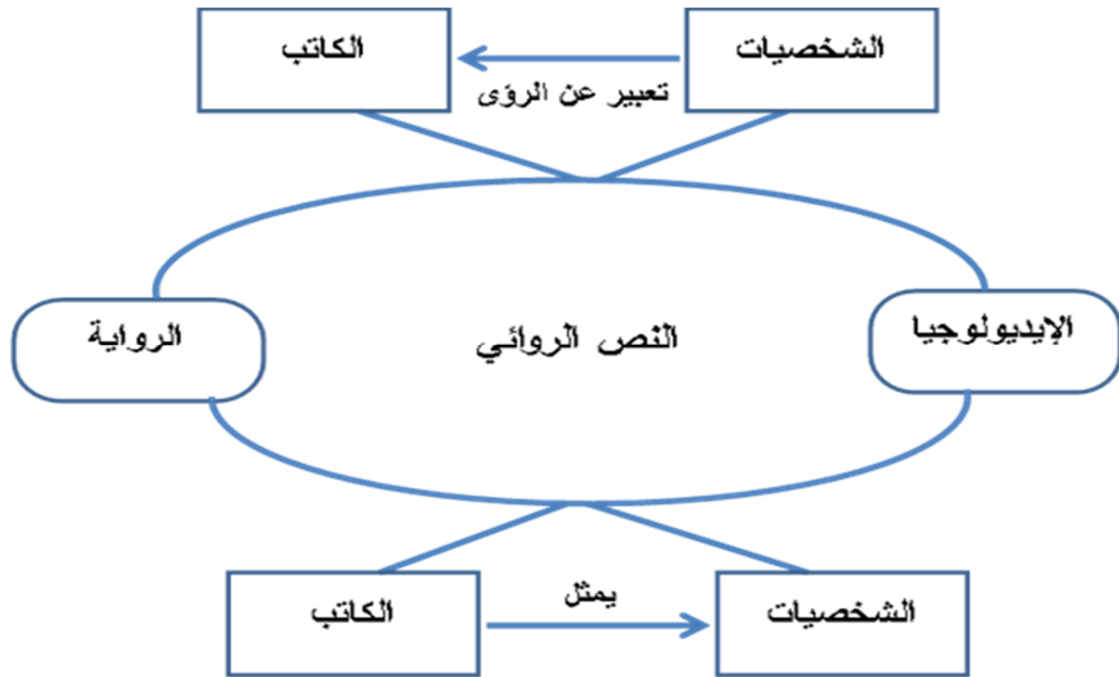 الشخصيات
الكاتب
تعبير عن الرؤى
الإيديولوجيا
النص الروائي
الرواية
الشخصيات
يمثل
الكاتب